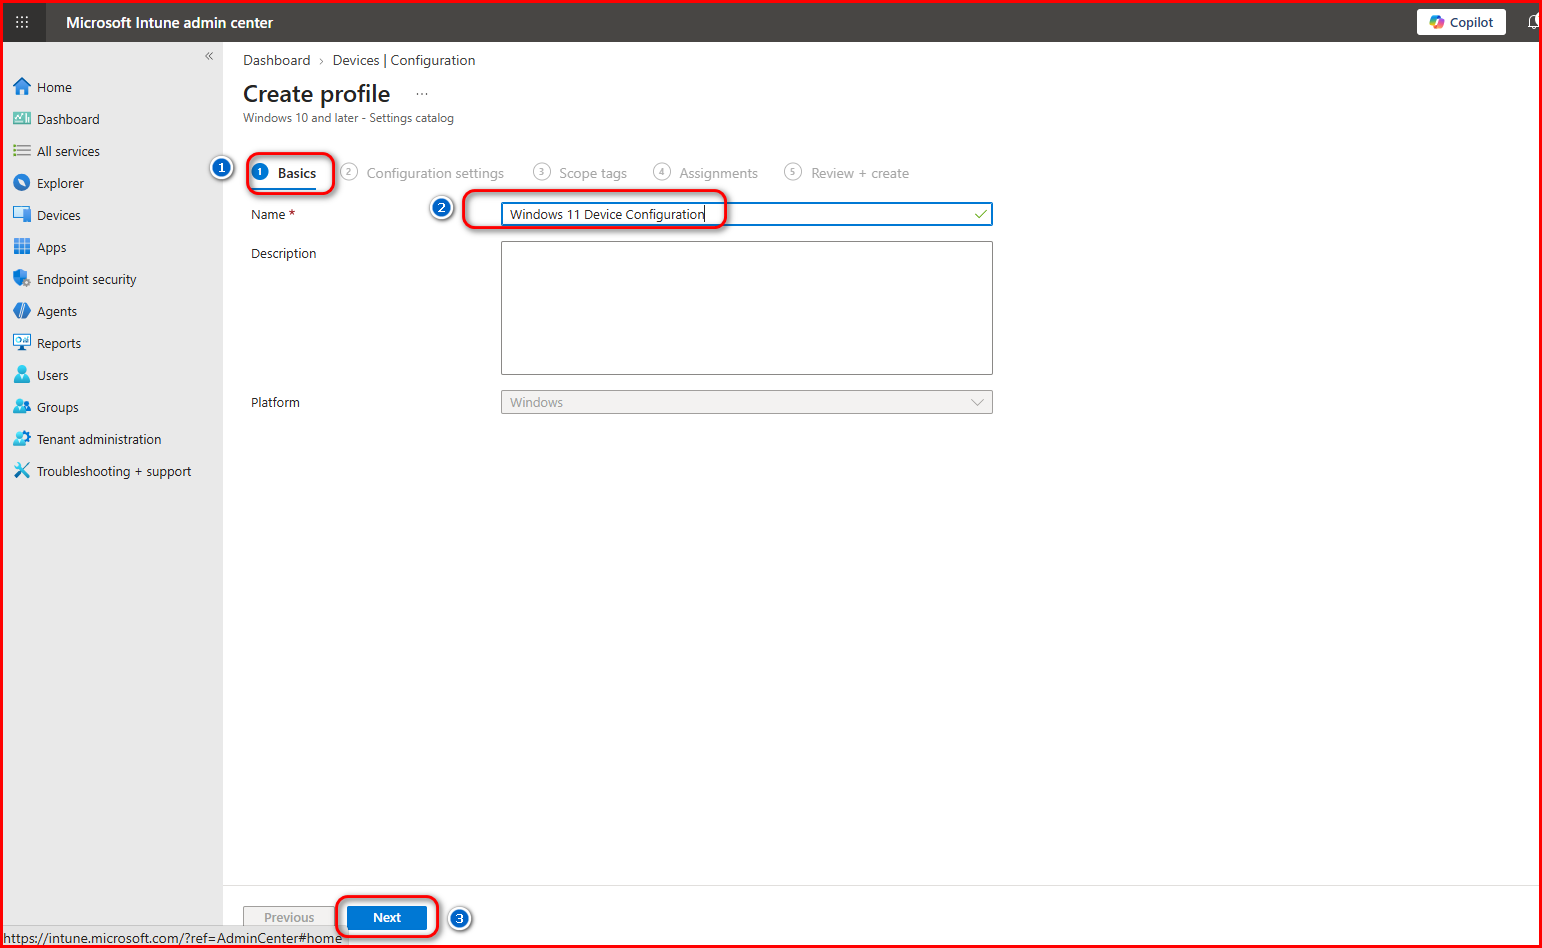 Microsoft Intune admin center
Copilot
Home
Dashboard
All services
Explorer
Devices
Apps
Endpoint security
Agents
Reports
Users
Groups
Tenant administration
Troubleshooting + support
Dashboard › Devices | Configuration
Create profile ...
Windows 10 and later - Settings catalog
1 1 Basics 2 Configuration settings 3 Scope tags 4 Assignments 5 Review + create
Name * 2 Windows 11 Device Configuration
Description
Platform Windows
Previous Next 3
https://intune.microsoft.com/?ref=AdminCenter#home